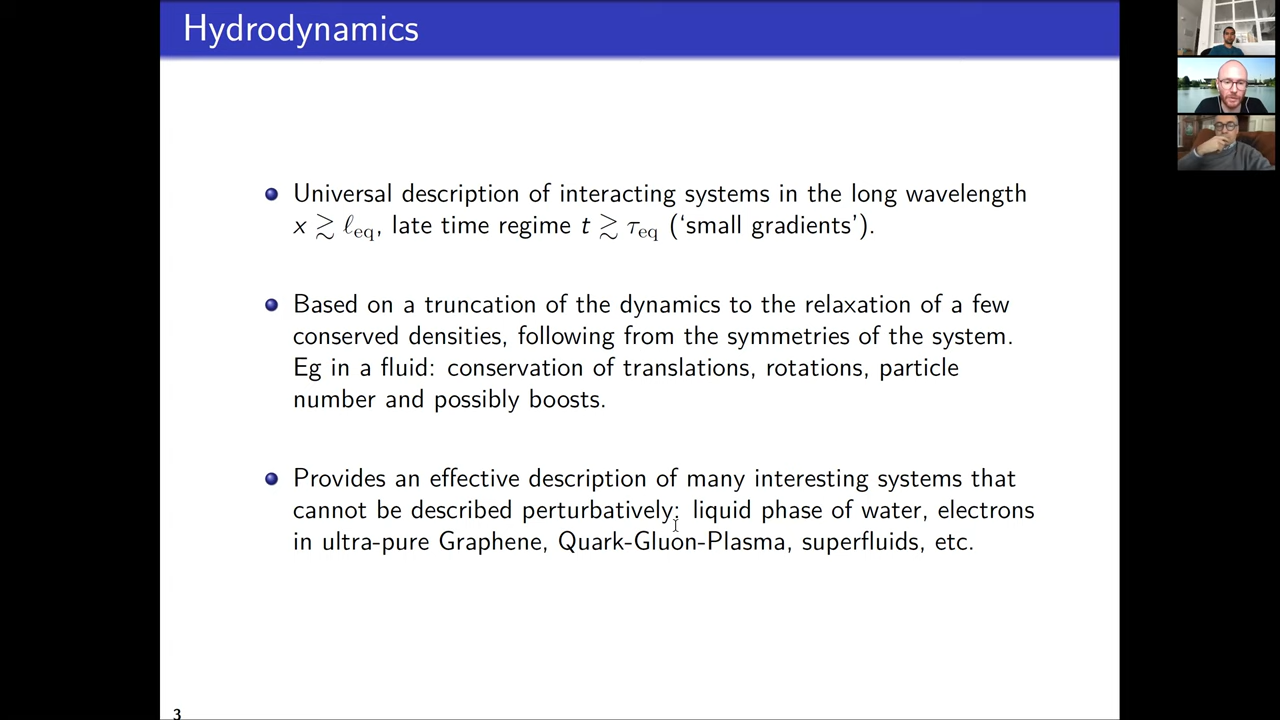 Hydrodynamics
Universal description of interacting systems in the long wavelength
x ≳ ℓeq, late time regime t ≳ τeq (‘small gradients’).
Based on a truncation of the dynamics to the relaxation of a few
conserved densities, following from the symmetries of the system.
Eg in a fluid: conservation of translations, rotations, particle
number and possibly boosts.
Provides an effective description of many interesting systems that
cannot be described perturbatively: liquid phase of water, electrons
in ultra-pure Graphene, Quark-Gluon-Plasma, superfluids, etc.
3